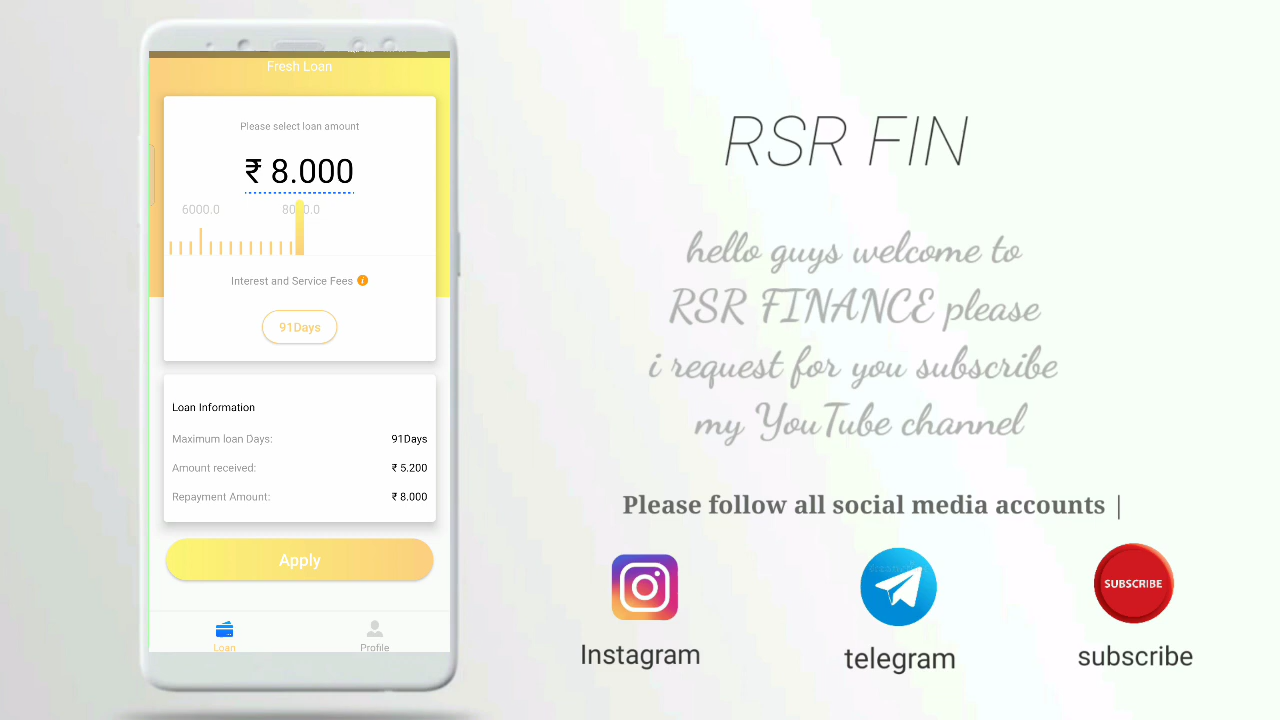 Fresh Loan
Please select loan amount
₹ 8.000
6000.0
Interest and Service Fees
91Days
Loan Information
Maximum loan Days: 91Days
Amount received: ₹ 5.200
Repayment Amount: ₹ 8.000
Apply
Loan Profile
RSR FIN
hello guys welcome to
RSR FINANCE please
i request for you subscribe
my YouTube channel
Please follow all social media accounts |
SUBSCRIBE
Instagram telegram subscribe